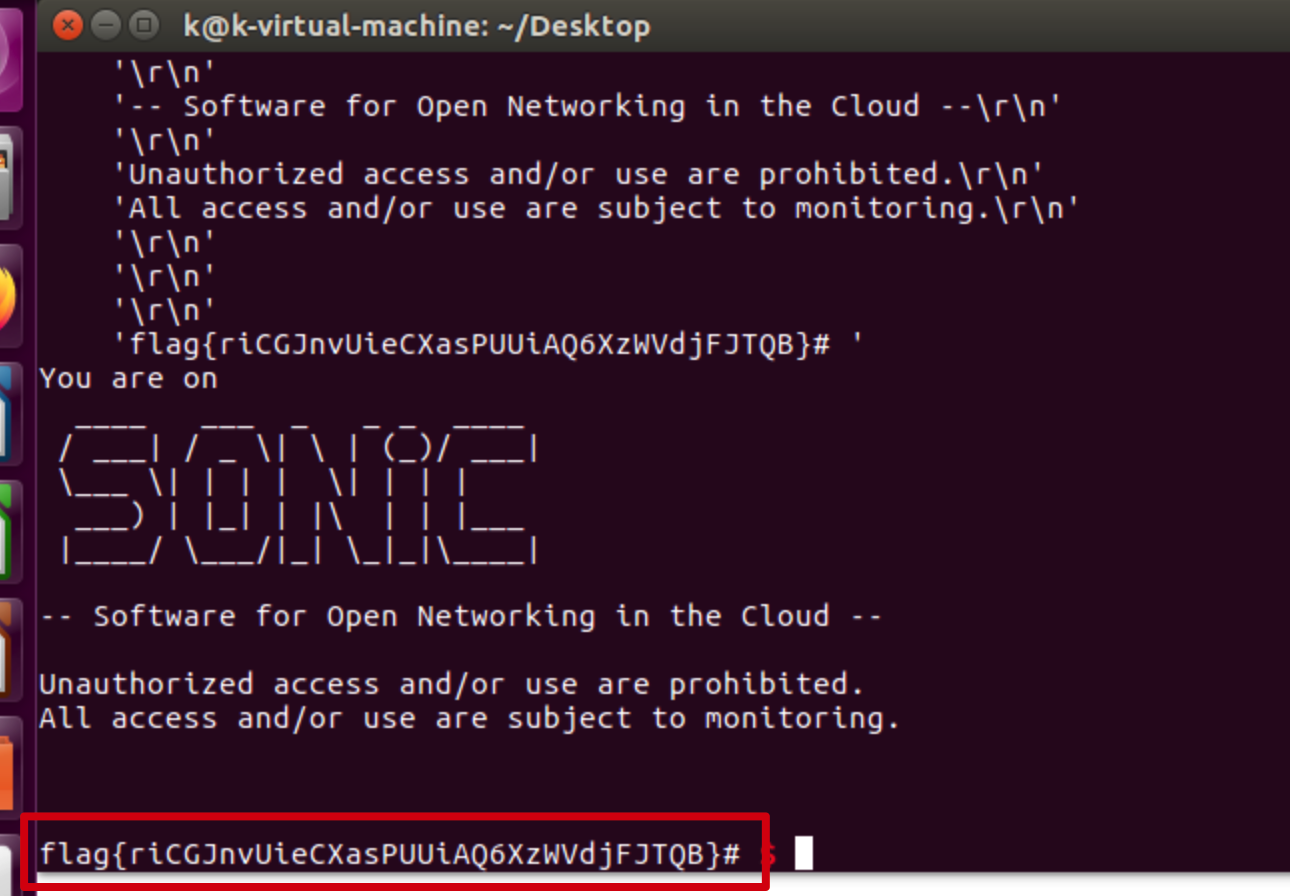 k@k-virtual-machine: ~/Desktop
'\r\n'
'-- Software for Open Networking in the Cloud --\r\n'
'\r\n'
'Unauthorized access and/or use are prohibited.\r\n'
'All access and/or use are subject to monitoring.\r\n'
'\r\n'
'\r\n'
'\r\n'
'flag{riCGJnvUieCXasPUUiAQ6XzWVdjFJTQB}# '
You are on
SONiC
-- Software for Open Networking in the Cloud --
Unauthorized access and/or use are prohibited.
All access and/or use are subject to monitoring.
flag{riCGJnvUieCXasPUUiAQ6XzWVdjFJTQB}# $